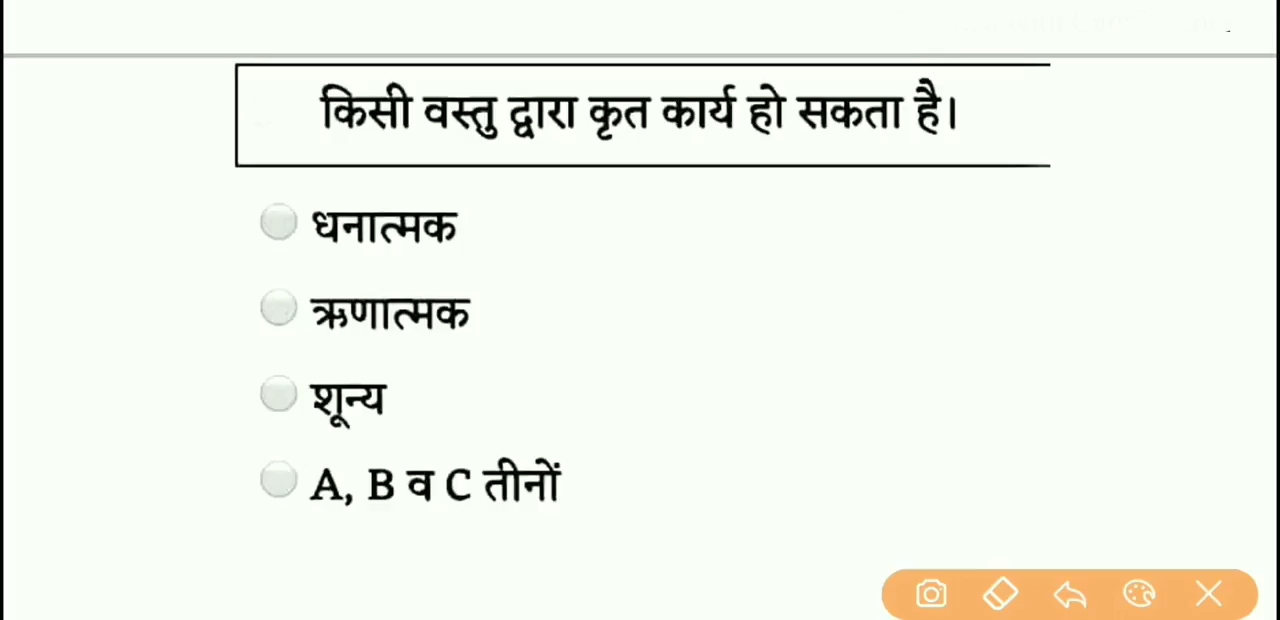 किसी वस्तु द्वारा कृत कार्य हो सकता है।
धनात्मक
ऋणात्मक
शून्य
A, B व C तीनों